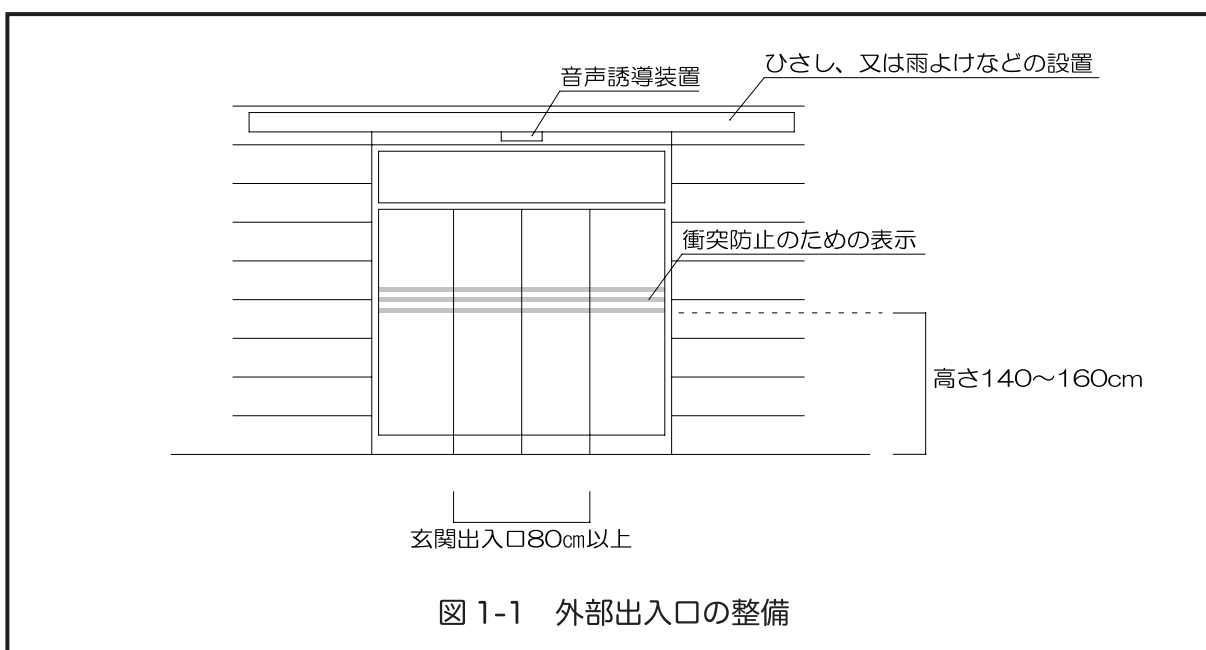 ひさし、又は雨よけなどの設置
音声誘導装置
衝突防止のための表示
高さ140～160cm
玄関出入口80㎝以上
図 1-1　外部出入口の整備